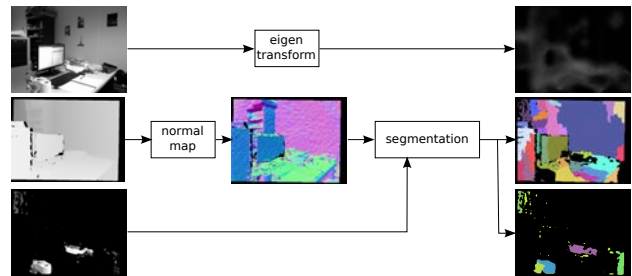 eigen
transform
normal
map
segmentation